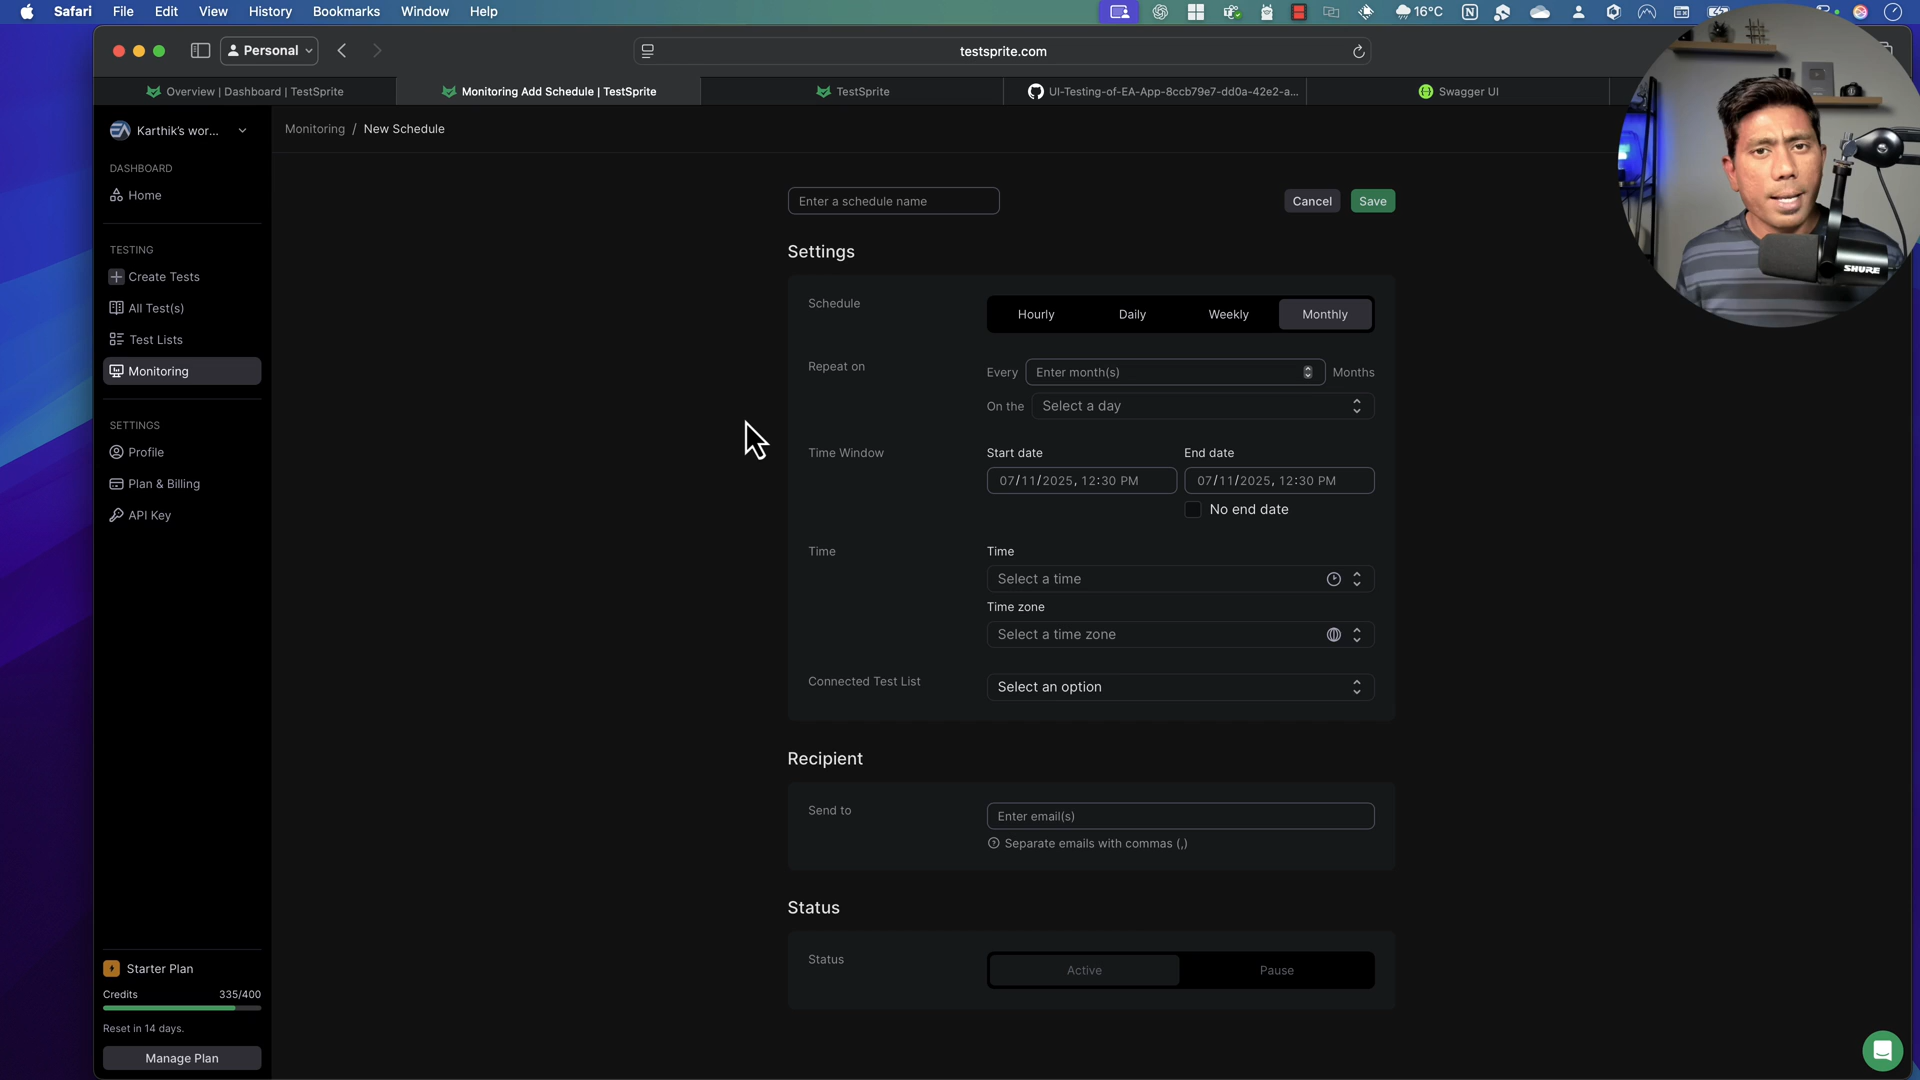 Safari File Edit View History Bookmarks Window Help 16°C
Personal testsprite.com
Overview | Dashboard | TestSprite Monitoring Add Schedule | TestSprite TestSprite UI-Testing-of-EA-App-8ccb79e7-dd0a-42e2-a... Swagger UI
Karthik's wor...
Monitoring / New Schedule
DASHBOARD
Home
TESTING
Create Tests
All Test(s)
Test Lists
Monitoring
SETTINGS
Profile
Plan & Billing
API Key
Starter Plan
Credits 335/400
Reset in 14 days.
Manage Plan
Enter a schedule name
Cancel Save
Settings
Schedule Hourly Daily Weekly Monthly
Repeat on Every Enter month(s) Months
On the Select a day
Time Window Start date End date
07/11/2025, 12:30 PM 07/11/2025, 12:30 PM
No end date
Time Time
Select a time
Time zone
Select a time zone
Connected Test List Select an option
Recipient
Send to Enter email(s)
Separate emails with commas (,)
Status
Status Active Pause
SHURE